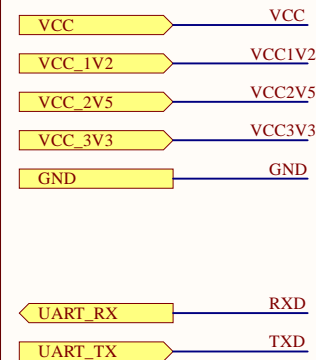 VCC VCC
VCC_1V2 VCC1V2
VCC_2V5 VCC2V5
VCC_3V3 VCC3V3
GND GND
UART_RX RXD
UART_TX TXD